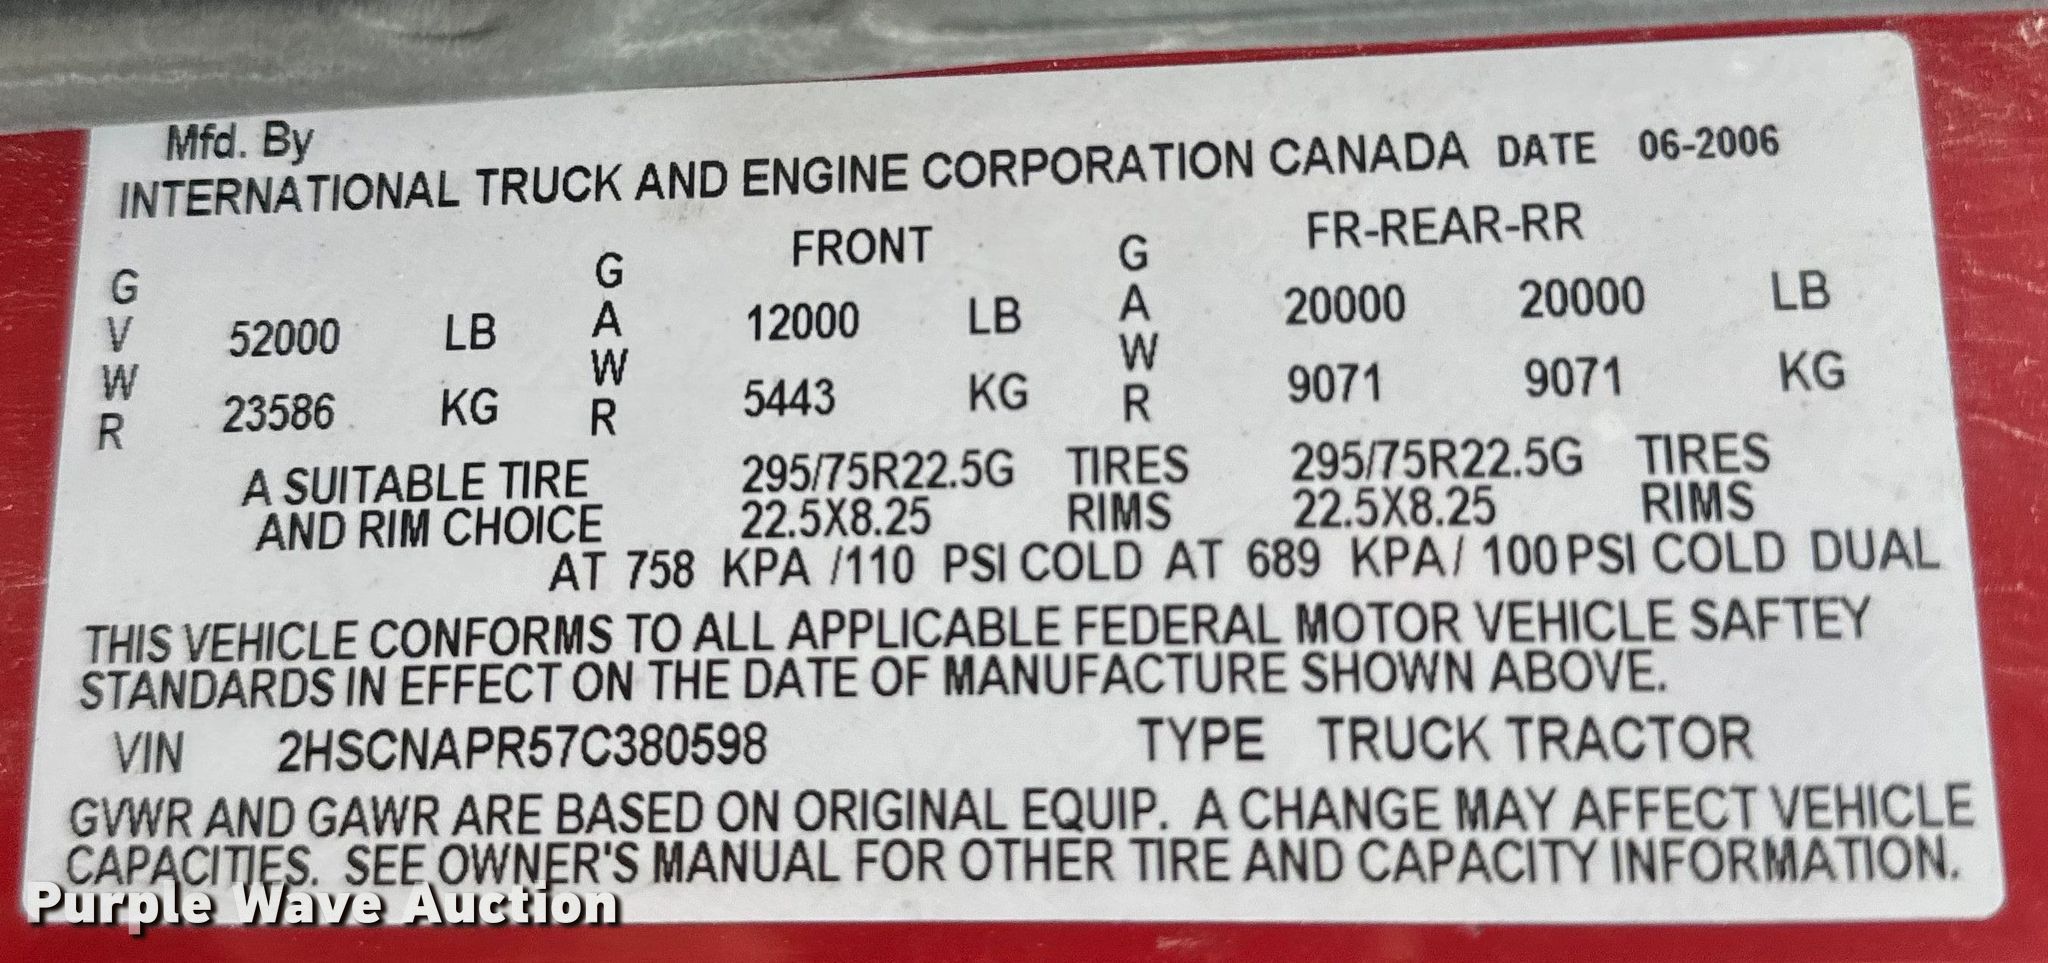 Mfd. By
INTERNATIONAL TRUCK AND ENGINE CORPORATION CANADA DATE 06-2006
GVWR 52000 LB GAWR FRONT 12000 LB GAWR FR-REAR-RR 20000 20000 LB
23586 KG 5443 KG 9071 9071 KG
A SUITABLE TIRE 295/75R22.5G TIRES 295/75R22.5G TIRES
AND RIM CHOICE 22.5X8.25 RIMS 22.5X8.25 RIMS
AT 758 KPA /110 PSI COLD AT 689 KPA/ 100 PSI COLD DUAL
THIS VEHICLE CONFORMS TO ALL APPLICABLE FEDERAL MOTOR VEHICLE SAFTEY
STANDARDS IN EFFECT ON THE DATE OF MANUFACTURE SHOWN ABOVE.
VIN 2HSCNAPR57C380598 TYPE TRUCK TRACTOR
GVWR AND GAWR ARE BASED ON ORIGINAL EQUIP. A CHANGE MAY AFFECT VEHICLE
CAPACITIES. SEE OWNER'S MANUAL FOR OTHER TIRE AND CAPACITY INFORMATION.
Purple Wave Auction